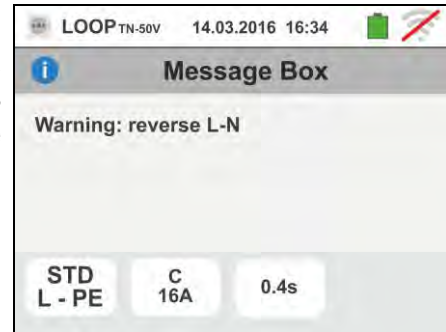 LOOP TN-50V 14.03.2016 16:34
i Message Box
Warning: reverse L-N
STD
L - PE
C
16A
0.4s